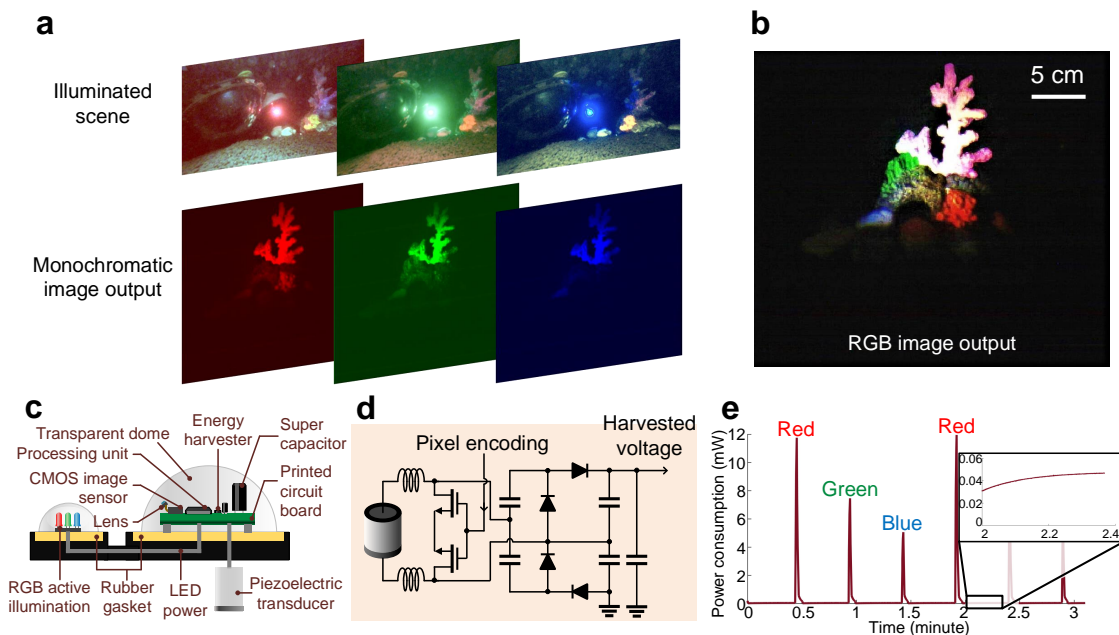 a
Illuminated
scene
Monochromatic
image output
b
5 cm
RGB image output
c
Transparent dome
Processing unit
CMOS image
sensor
Lens
Energy
harvester
Super
capacitor
Printed
circuit
board
RGB active
illumination
Rubber
gasket
LED
power
Piezoelectric
transducer
d
Pixel encoding
Harvested
voltage
e
Power consumption (mW)
12
10
8
6
4
2
0
Red
Green
Blue
Red
0.06
0.04
0.02
0
2
2.2
2.4
0
0.5
1
1.5
2
2.5
3
Time (minute)